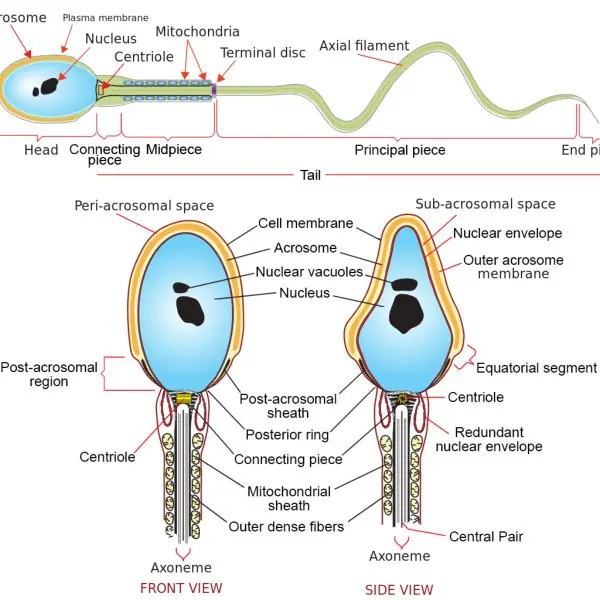 rosome
Plasma membrane
Nucleus
Centriole
Mitochondria
Terminal disc
Axial filament
Head
Connecting
piece
Midpiece
Principal piece
End pi
Tail
Peri-acrosomal space
Sub-acrosomal space
Cell membrane
Nuclear envelope
Acrosome
Outer acrosome
membrane
Nuclear vacuoles
Nucleus
Post-acrosomal
region
Equatorial segment
Post-acrosomal
sheath
Centriole
Posterior ring
Redundant
nuclear envelope
Centriole
Connecting piece
Mitochondrial
sheath
Outer dense fibers
Central Pair
Axoneme
Axoneme
FRONT VIEW
SIDE VIEW